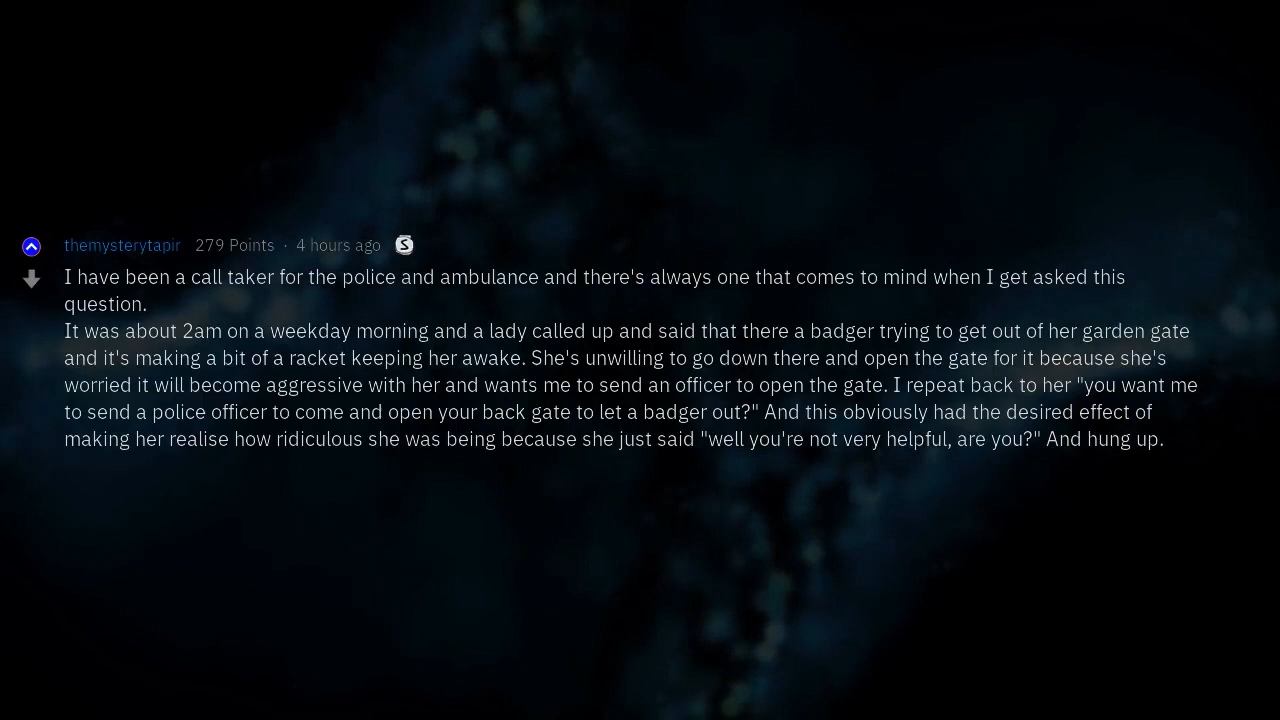 themysterytapir 279 Points · 4 hours ago S
I have been a call taker for the police and ambulance and there's always one that comes to mind when I get asked this
question.
It was about 2am on a weekday morning and a lady called up and said that there a badger trying to get out of her garden gate
and it's making a bit of a racket keeping her awake. She's unwilling to go down there and open the gate for it because she's
worried it will become aggressive with her and wants me to send an officer to open the gate. I repeat back to her "you want me
to send a police officer to come and open your back gate to let a badger out?" And this obviously had the desired effect of
making her realise how ridiculous she was being because she just said "well you're not very helpful, are you?" And hung up.